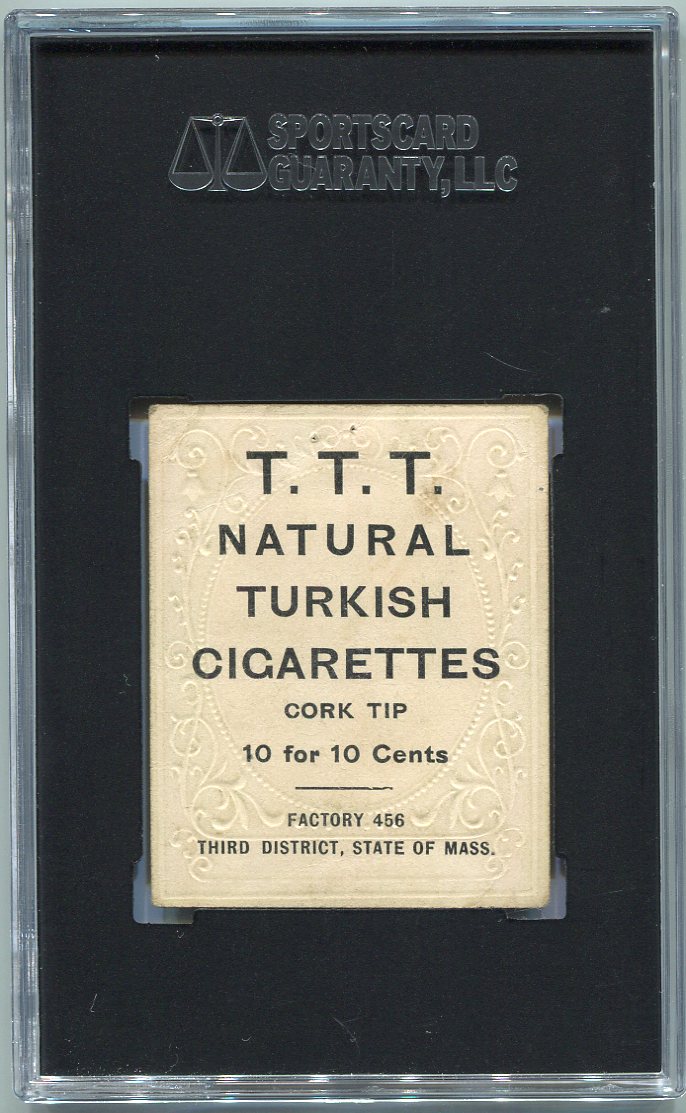 SPORTSCARD
GUARANTY, LLC
T. T. T.
NATURAL
TURKISH
CIGARETTES
CORK TIP
10 for 10 Cents
FACTORY 456
THIRD DISTRICT, STATE OF MASS.